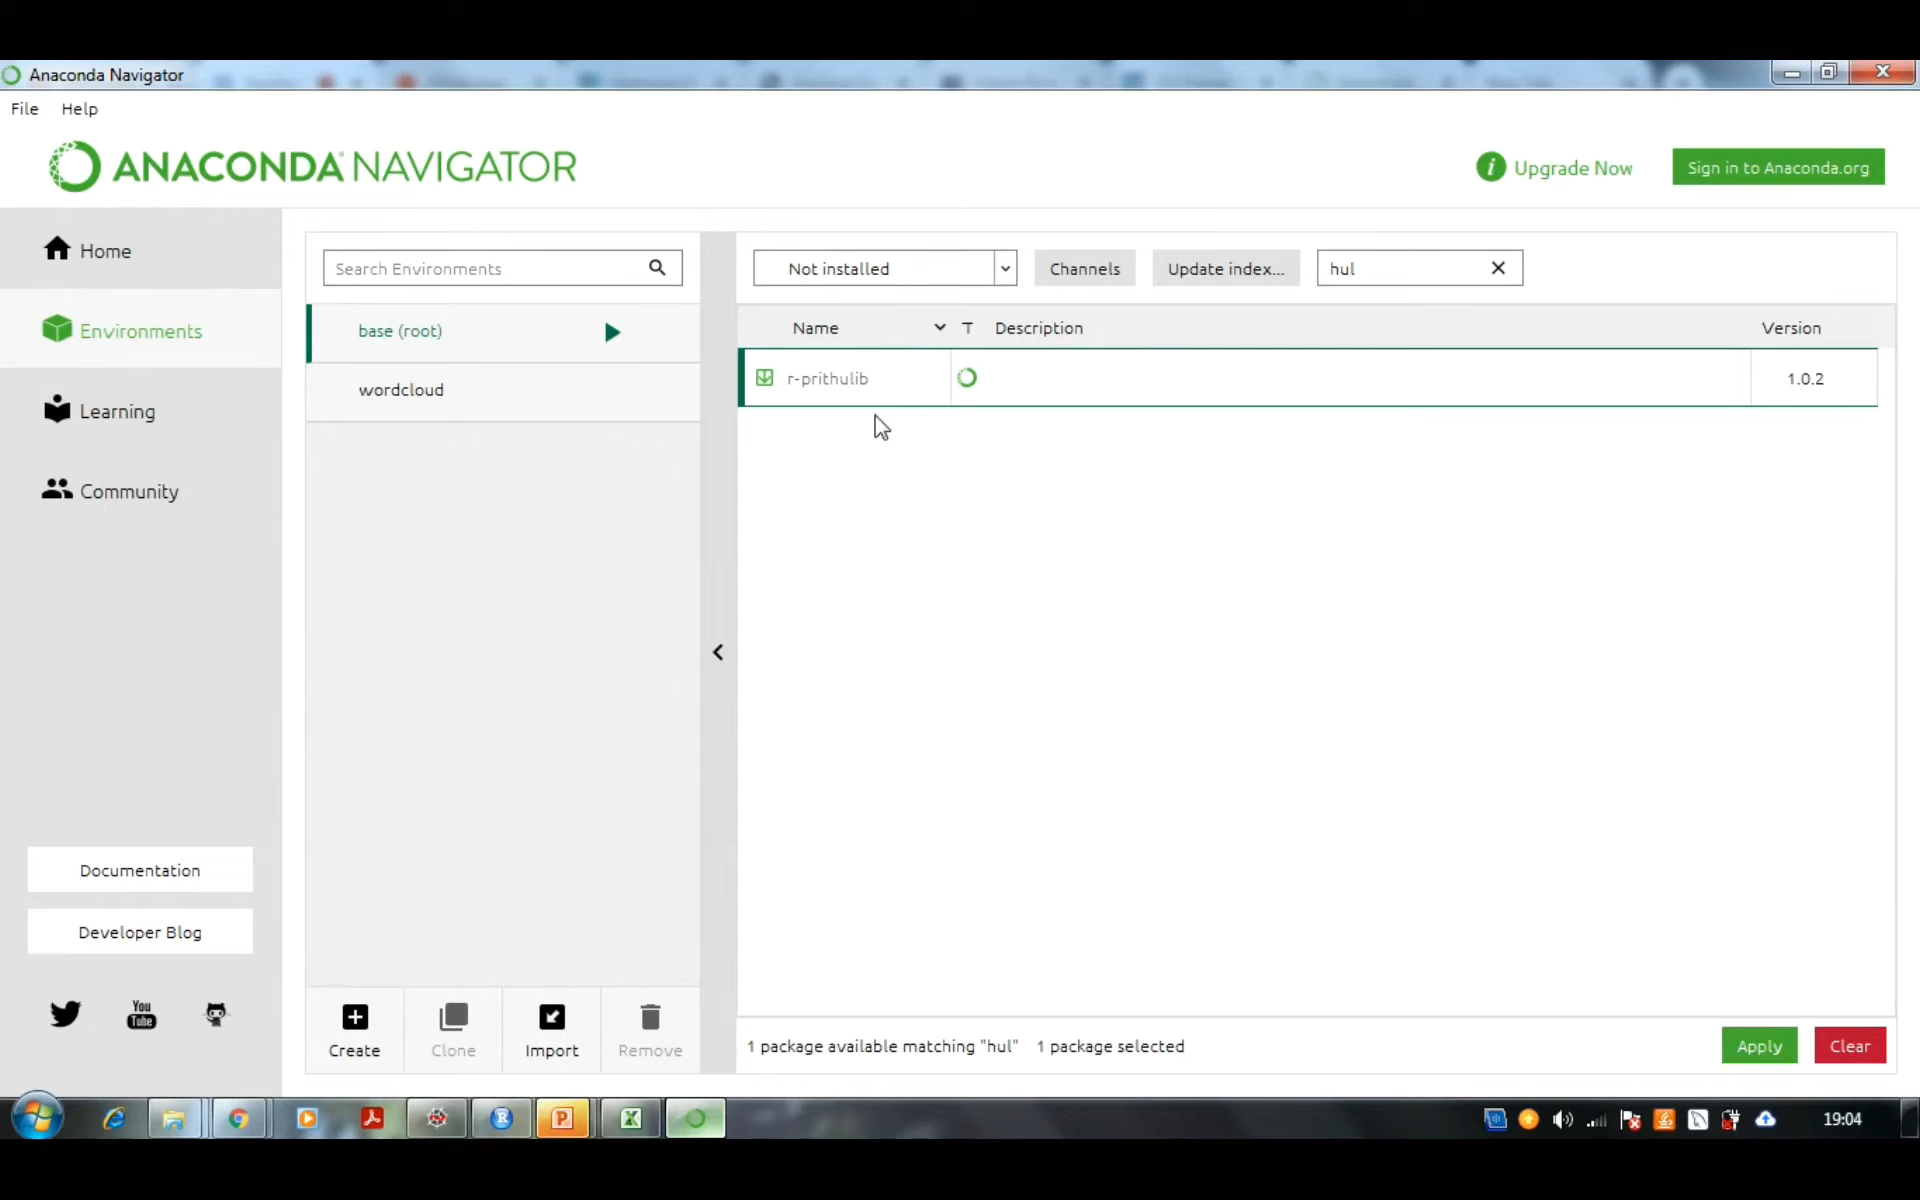 Anaconda Navigator
File Help
ANACONDA NAVIGATOR
i Upgrade Now Sign in to Anaconda.org
Home
Environments
Learning
Community
Documentation
Developer Blog
You Tube
Search Environments
base (root)
wordcloud
Create Clone Import Remove
Not installed Channels Update index... hul
Name T Description Version
r-prithulib 1.0.2
1 package available matching "hul" 1 package selected
Apply Clear
19:04